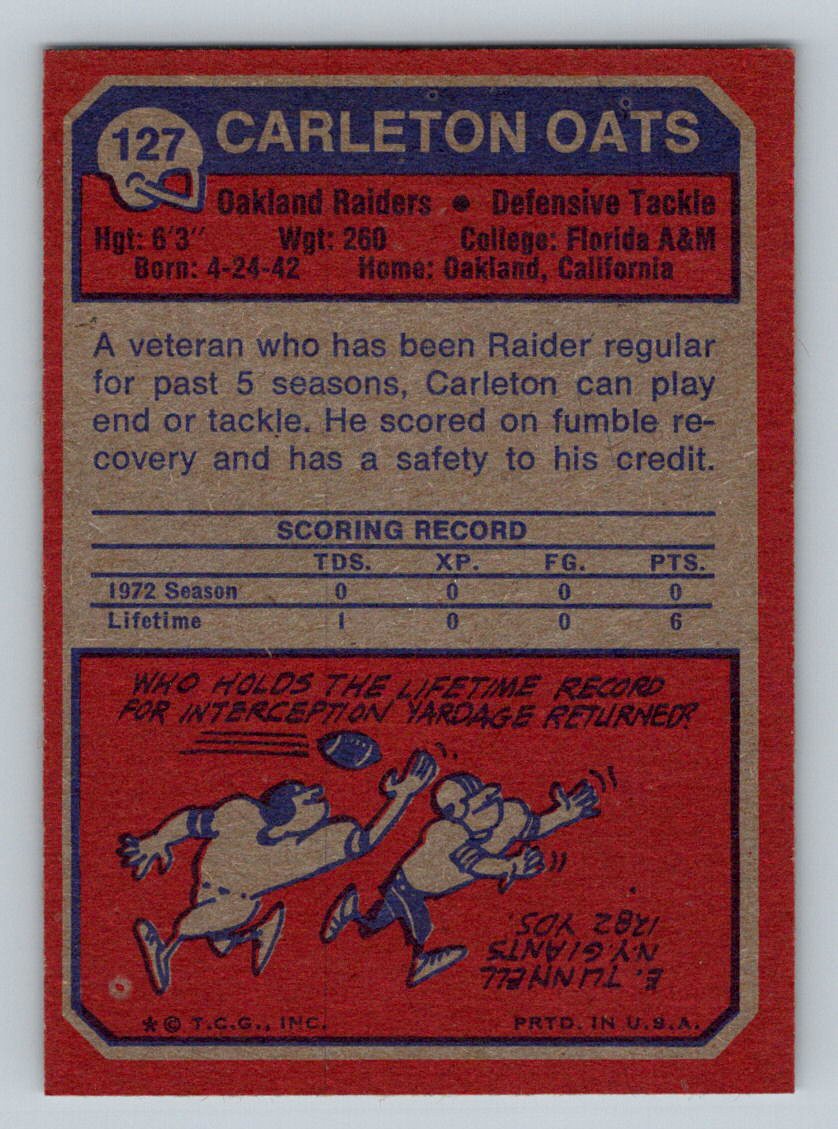 127
CARLETON OATS
Oakland Raiders • Defensive Tackle
Hgt: 6'3" Wgt: 260 College: Florida A&M
Born: 4-24-42 Home: Oakland, California
A veteran who has been Raider regular
for past 5 seasons, Carleton can play
end or tackle. He scored on fumble re-
covery and has a safety to his credit.
SCORING RECORD
TDS. XP. FG. PTS.
1972 Season 0 0 0 0
Lifetime 1 0 0 6
WHO HOLDS THE LIFETIME RECORD
FOR INTERCEPTION YARDAGE RETURNED?
E. TUNNELL
N.Y. GIANTS
1282 YDS.
* © T.C.G., INC. PRTD. IN U.S.A.